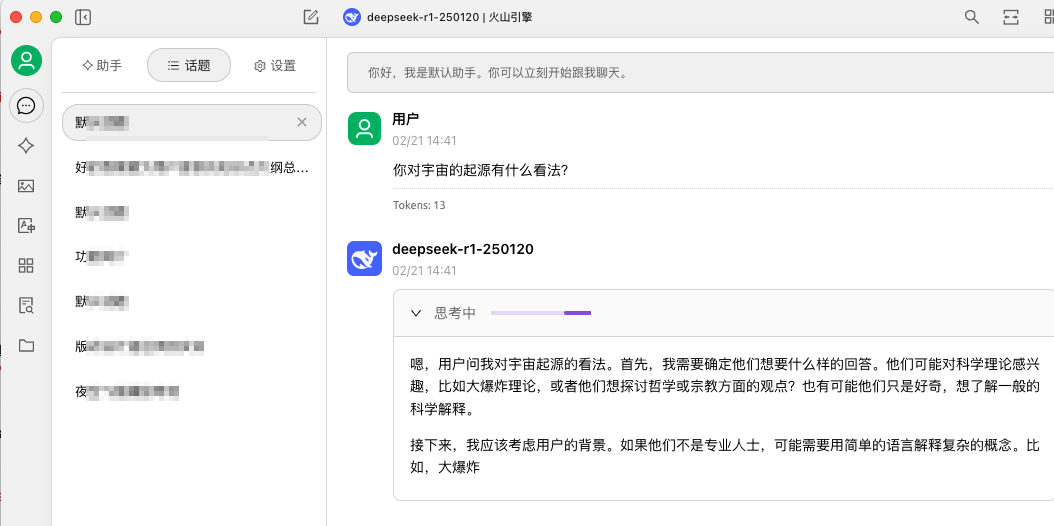 deepseek-r1-250120 | 火山引擎
助手
话题
设置
默
好 纲总...
默
功
默
版
夜
你好，我是默认助手。你可以立刻开始跟我聊天。
用户
02/21 14:41
你对宇宙的起源有什么看法?
Tokens: 13
deepseek-r1-250120
02/21 14:41
思考中
嗯，用户问我对宇宙起源的看法。首先，我需要确定他们想要什么样的回答。他们可能对科学理论感兴
趣，比如大爆炸理论，或者他们想探讨哲学或宗教方面的观点？也有可能他们只是好奇，想了解一般的
科学解释。
接下来，我应该考虑用户的背景。如果他们不是专业人士，可能需要用简单的语言解释复杂的概念。比
如，大爆炸